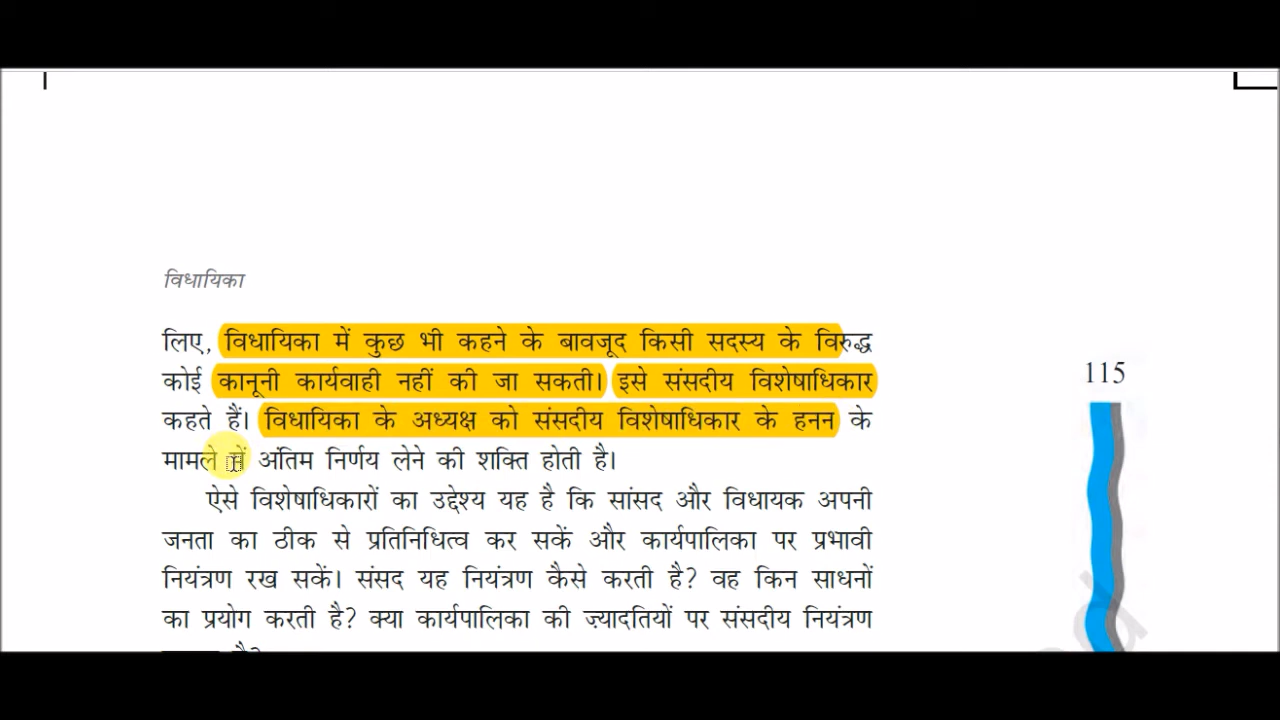 विधायिका
लिए, विधायिका में कुछ भी कहने के बावजूद किसी सदस्य के विरुद्ध
115
कोई कानूनी कार्यवाही नहीं की जा सकती। इसे संसदीय विशेषाधिकार
कहते हैं। विधायिका के अध्यक्ष को संसदीय विशेषाधिकार के हनन के
मामले में अंतिम निर्णय लेने की शक्ति होती है।
ऐसे विशेषाधिकारों का उद्देश्य यह है कि सांसद और विधायक अपनी
जनता का ठीक से प्रतिनिधित्व कर सकें और कार्यपालिका पर प्रभावी
नियंत्रण रख सकें। संसद यह नियंत्रण कैसे करती है? वह किन साधनों
का प्रयोग करती है? क्या कार्यपालिका की ज़्यादतियों पर संसदीय नियंत्रण